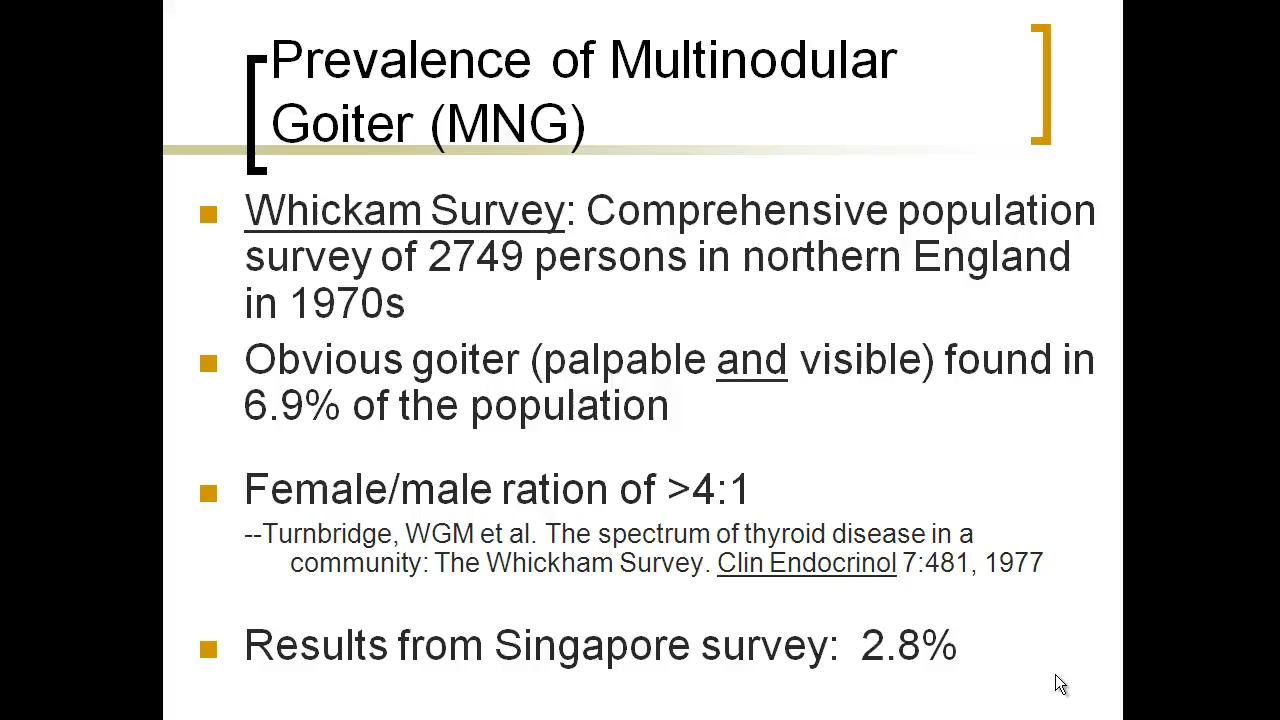 Prevalence of Multinodular
Goiter (MNG)
Whickam Survey: Comprehensive population
survey of 2749 persons in northern England
in 1970s
Obvious goiter (palpable and visible) found in
6.9% of the population
Female/male ration of >4:1
--Turnbridge, WGM et al. The spectrum of thyroid disease in a
community: The Whickham Survey. Clin Endocrinol 7:481, 1977
Results from Singapore survey: 2.8%